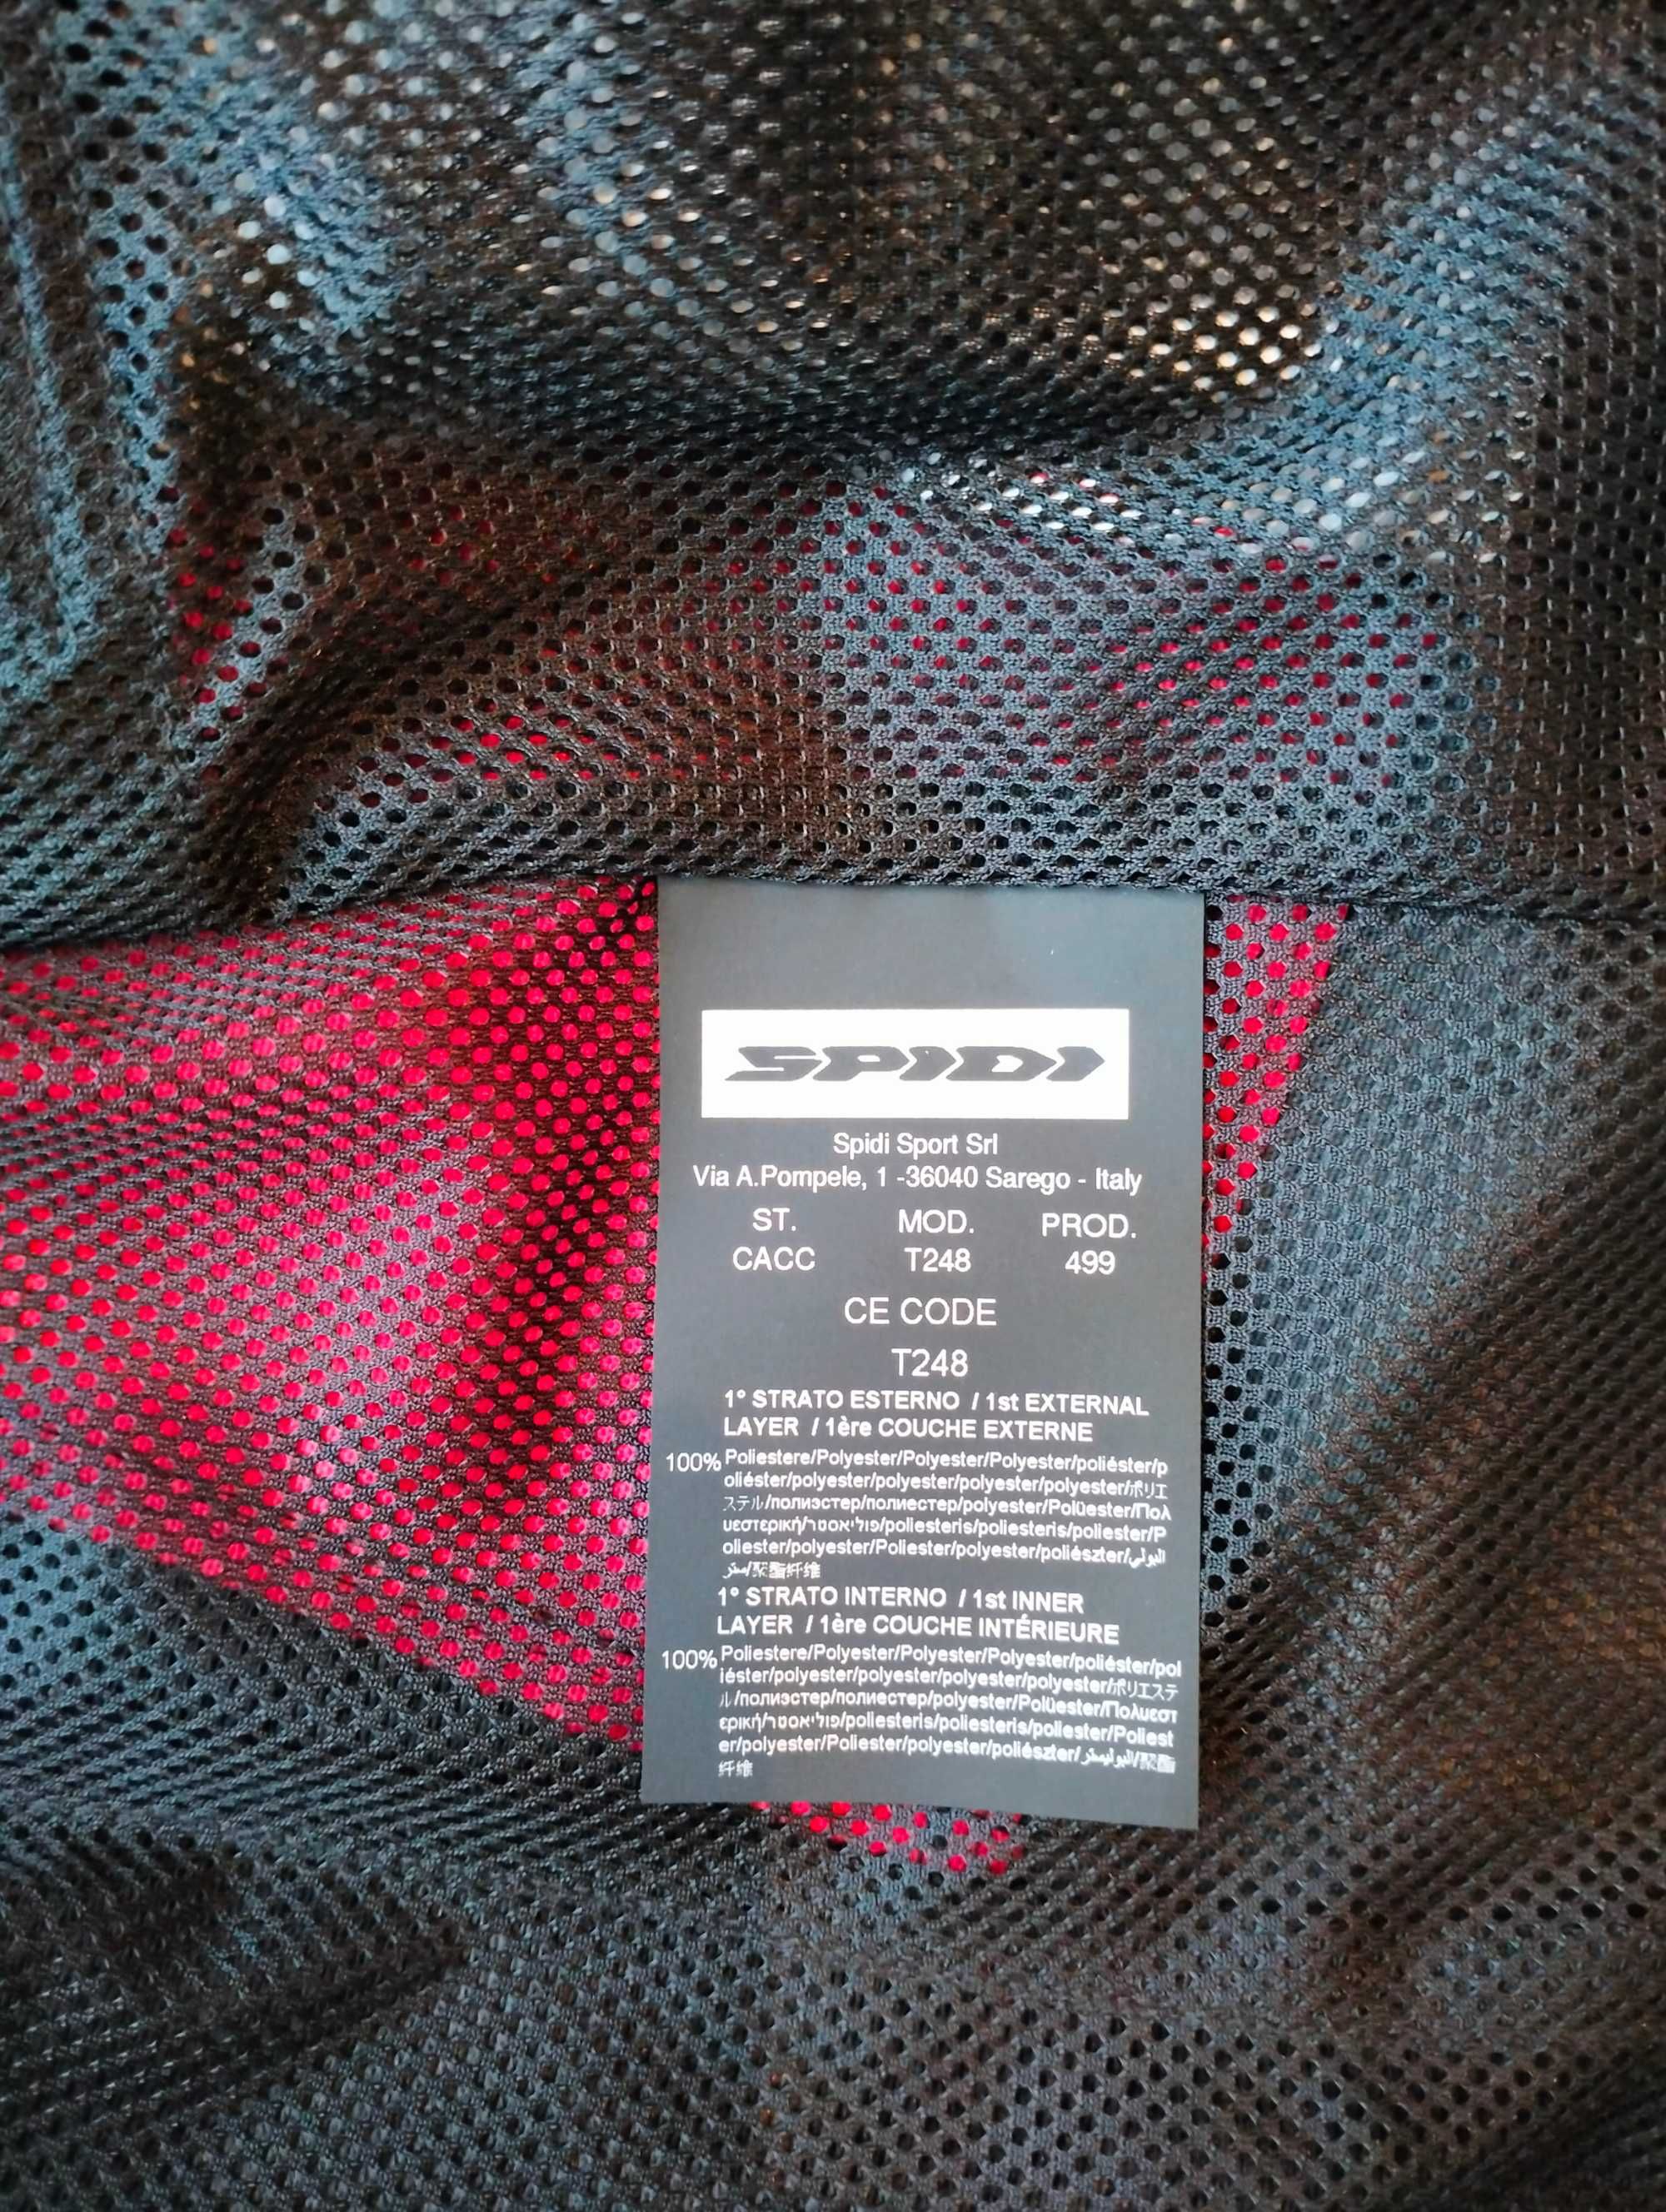 SPIDI
Spidi Sport Srl
Via A.Pompele, 1 -36040 Sarego - Italy
ST. MOD. PROD.
CACC T248 499
CE CODE
T248
1° STRATO ESTERNO / 1st EXTERNAL
LAYER / 1ère COUCHE EXTERNE
100% Poliestere/Polyester/Polyester/Polyester/poliéster/p
oliéster/polyester/polyester/polyester/polyester/ポリエ
ステル/полиэстер/полиестер/polyester/Polüester/Πολ
υεστερική/פוליאסטר/poliesteris/poliesteris/poliester/P
oliester/polyester/Poliester/polyester/poliészter/البولي
ستر/聚酯纤维
1° STRATO INTERNO / 1st INNER
LAYER / 1ère COUCHE INTÉRIEURE
100% Poliestere/Polyester/Polyester/Polyester/poliéster/pol
iéster/polyester/polyester/polyester/polyester/ポリエステ
ル/полиэстер/полиестер/polyester/Polüester/Πολυεστ
ερική/פוליאסטר/poliesteris/poliesteris/poliester/Poliest
er/polyester/Poliester/polyester/poliészter/البوليستر/聚酯
纤维